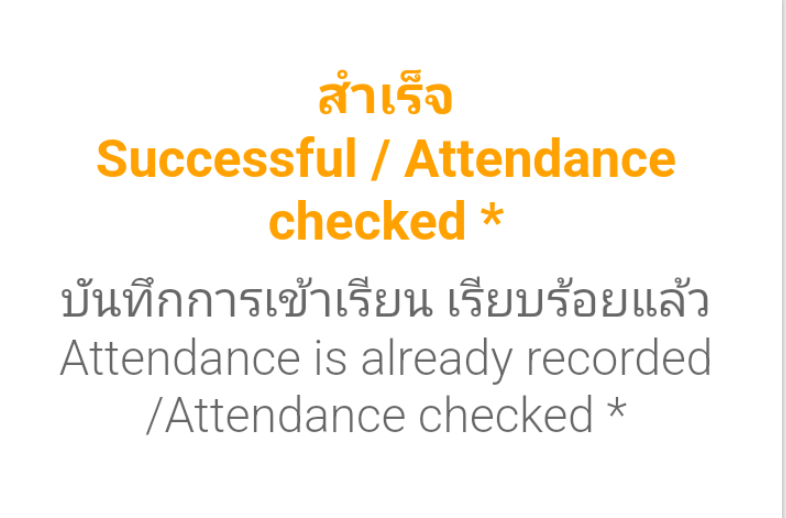 สำเร็จ
Successful / Attendance
checked *
บันทึกการเข้าเรียน เรียบร้อยแล้ว
Attendance is already recorded
/Attendance checked *